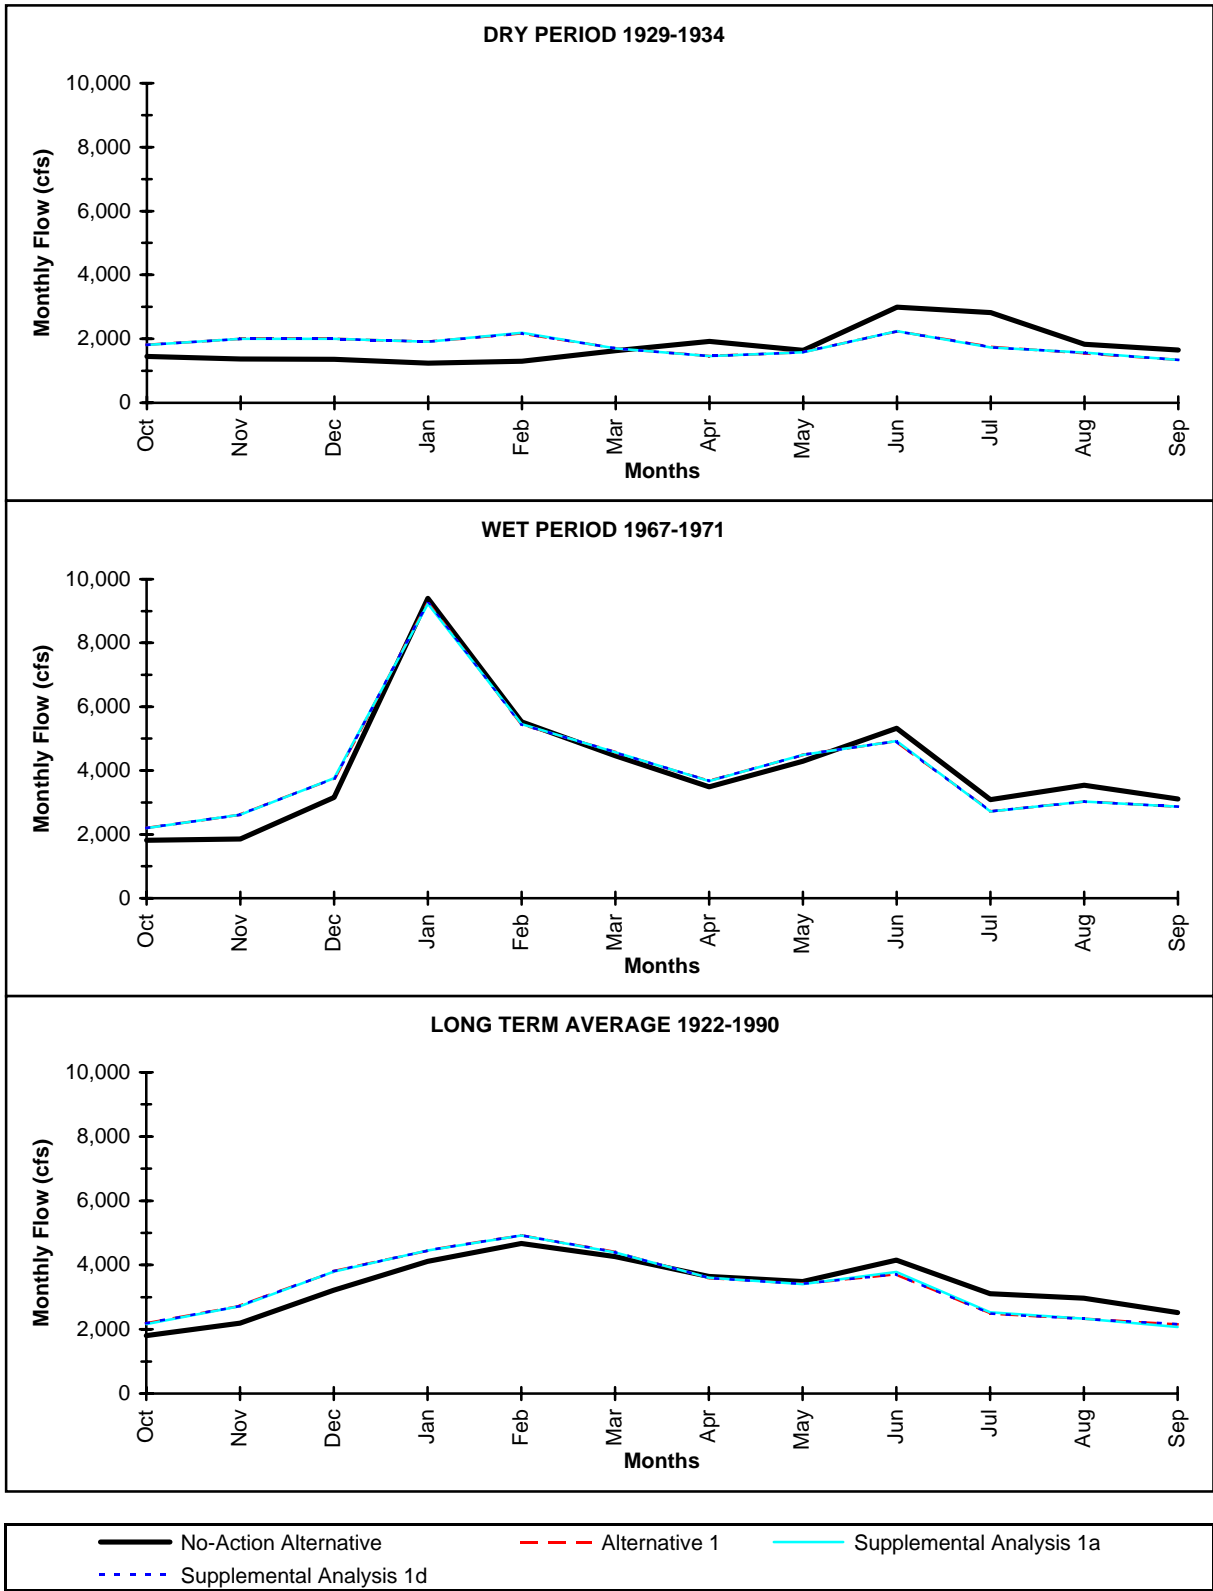 DRY PERIOD 1929-1934
10,000
8,000
6,000
4,000
2,000
0
Monthly Flow (cfs)
Oct
Nov
Dec
Jan
Feb
Mar
Apr
May
Jun
Jul
Aug
Sep
Months
WET PERIOD 1967-1971
10,000
8,000
6,000
4,000
2,000
0
Monthly Flow (cfs)
Oct
Nov
Dec
Jan
Feb
Mar
Apr
May
Jun
Jul
Aug
Sep
Months
LONG TERM AVERAGE 1922-1990
10,000
8,000
6,000
4,000
2,000
0
Monthly Flow (cfs)
Oct
Nov
Dec
Jan
Feb
Mar
Apr
May
Jun
Jul
Aug
Sep
Months
No-Action Alternative
Alternative 1
Supplemental Analysis 1a
Supplemental Analysis 1d